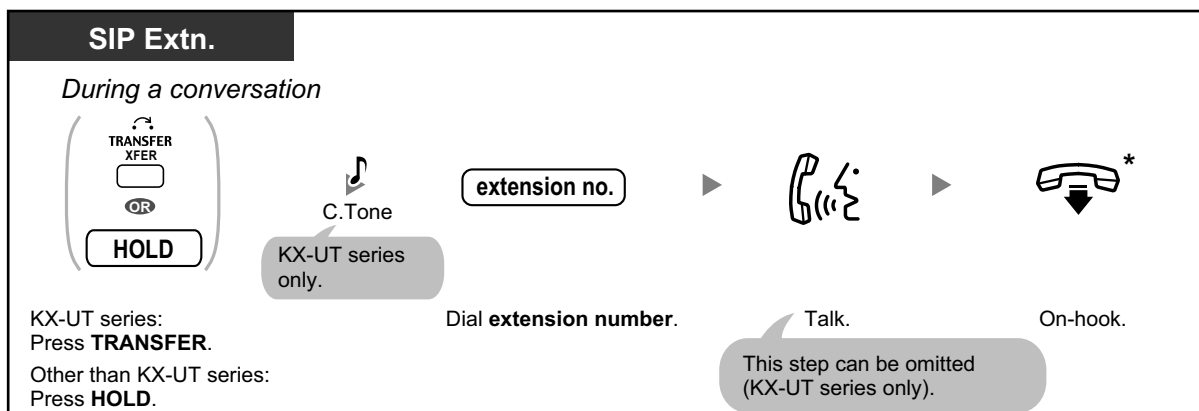 SIP Extn.
During a conversation
TRANSFER
XFER
OR
HOLD
KX-UT series:
Press TRANSFER.
Other than KX-UT series:
Press HOLD.
C.Tone
KX-UT series
only.
extension no.
Dial extension number.
Talk.
This step can be omitted
(KX-UT series only).
*
On-hook.